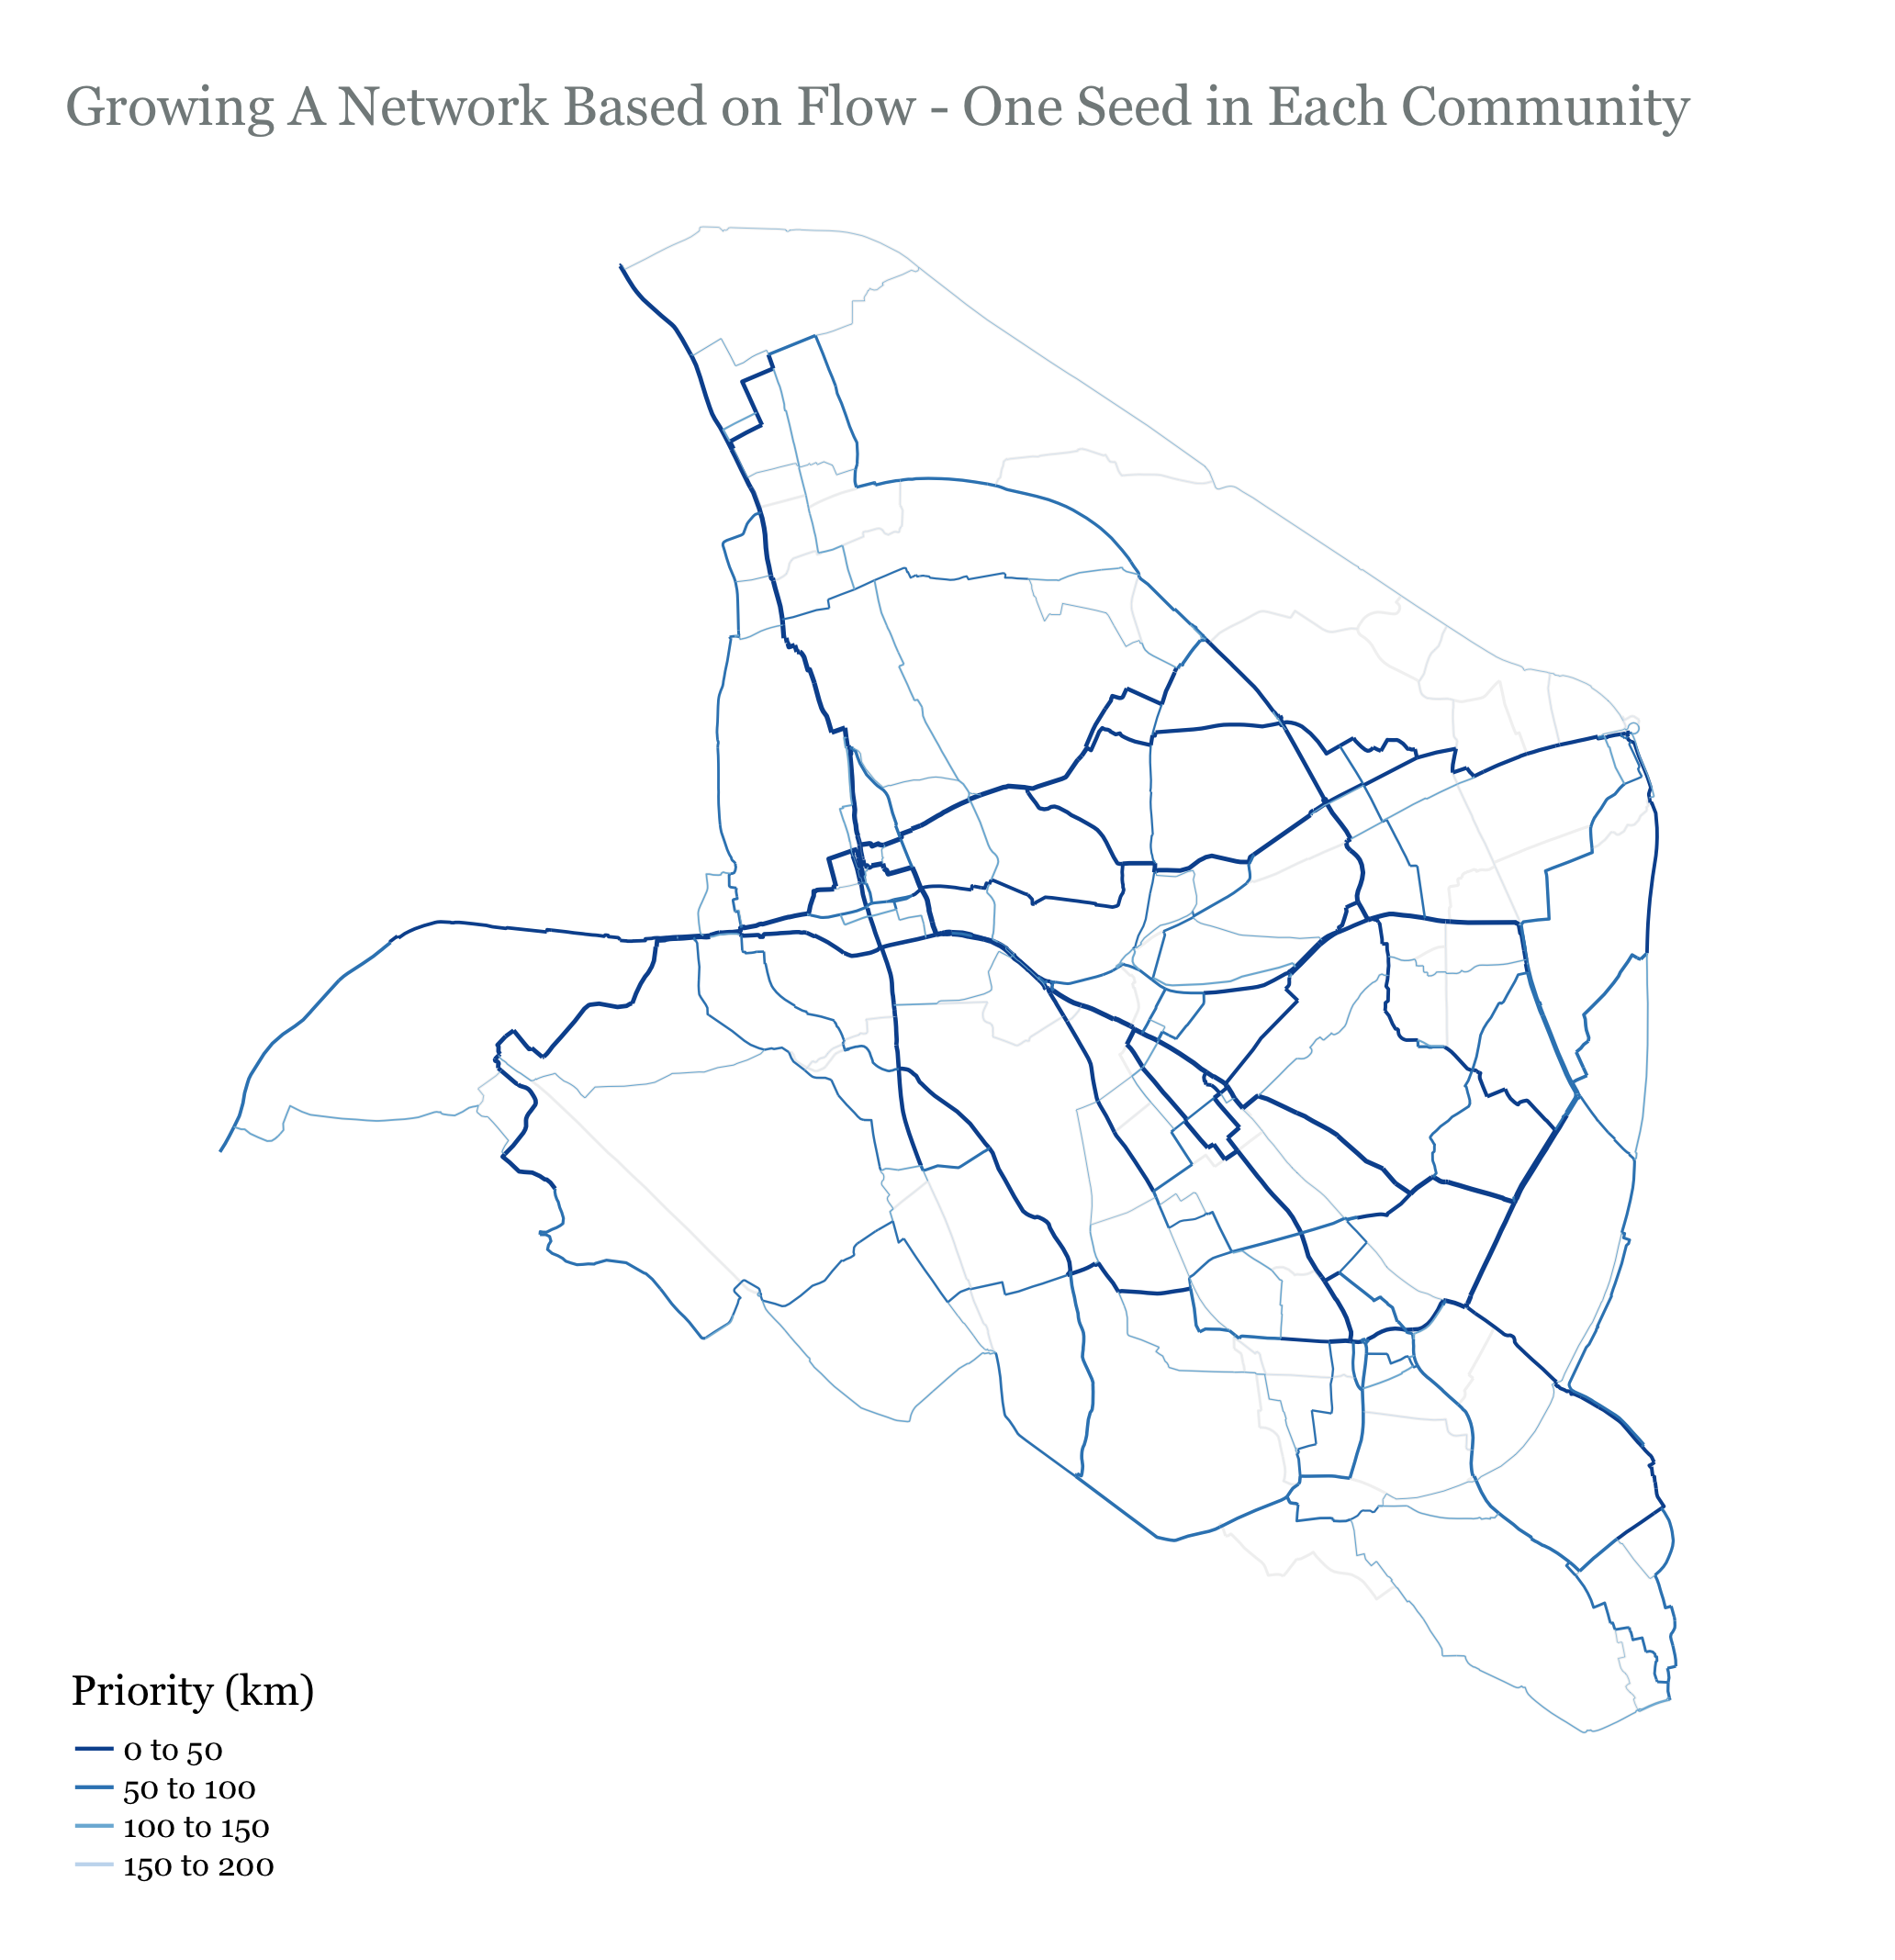 Growing A Network Based on Flow - One Seed in Each Community
Priority (km)
0 to 50
50 to 100
100 to 150
150 to 200